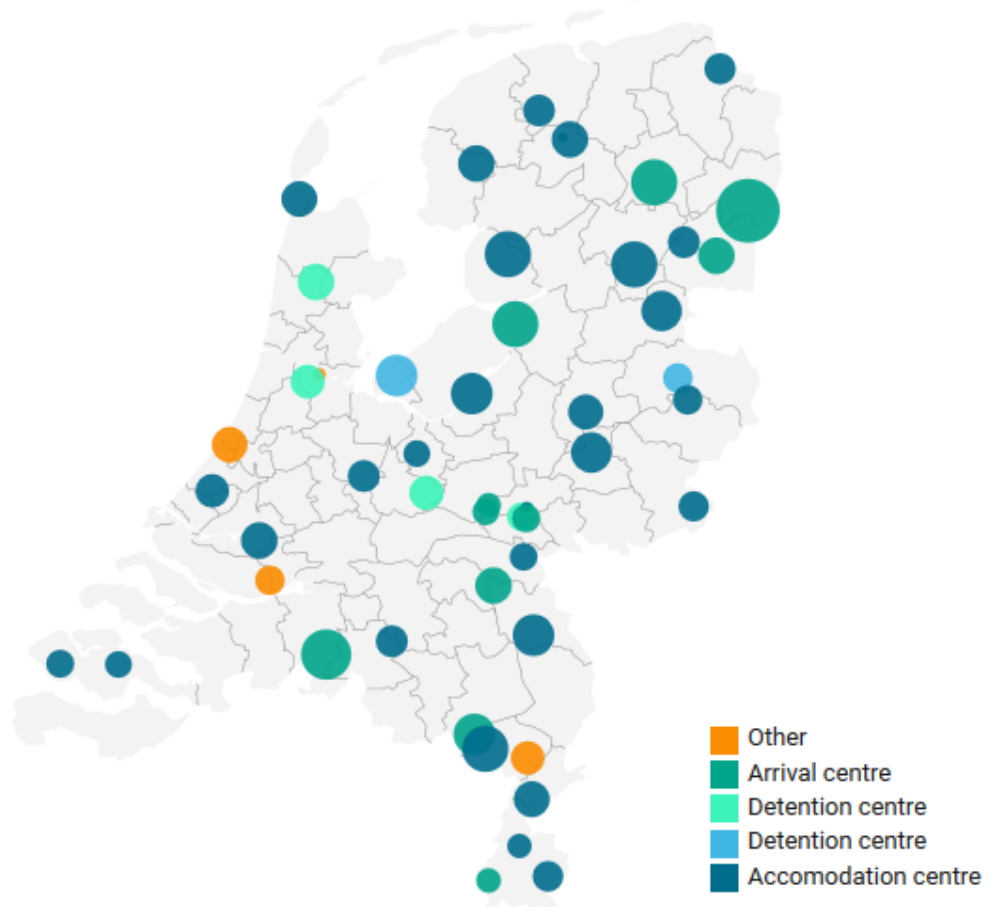 Other
Arrival centre
Detention centre
Detention centre
Accomodation centre